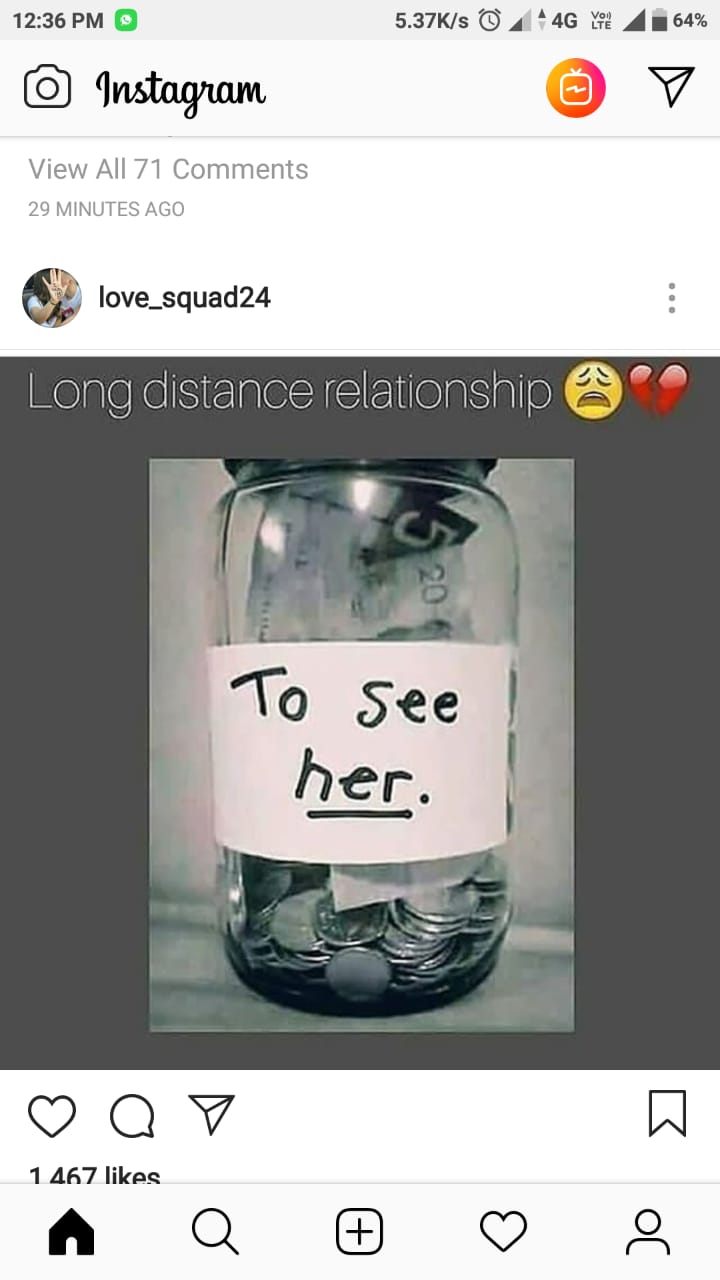 12:36 PM 5.37K/s 4G Vo)) LTE 64%
Instagram
View All 71 Comments
29 MINUTES AGO
love_squad24
Long distance relationship 😩💔
5
20
To see
her.
1,467 likes